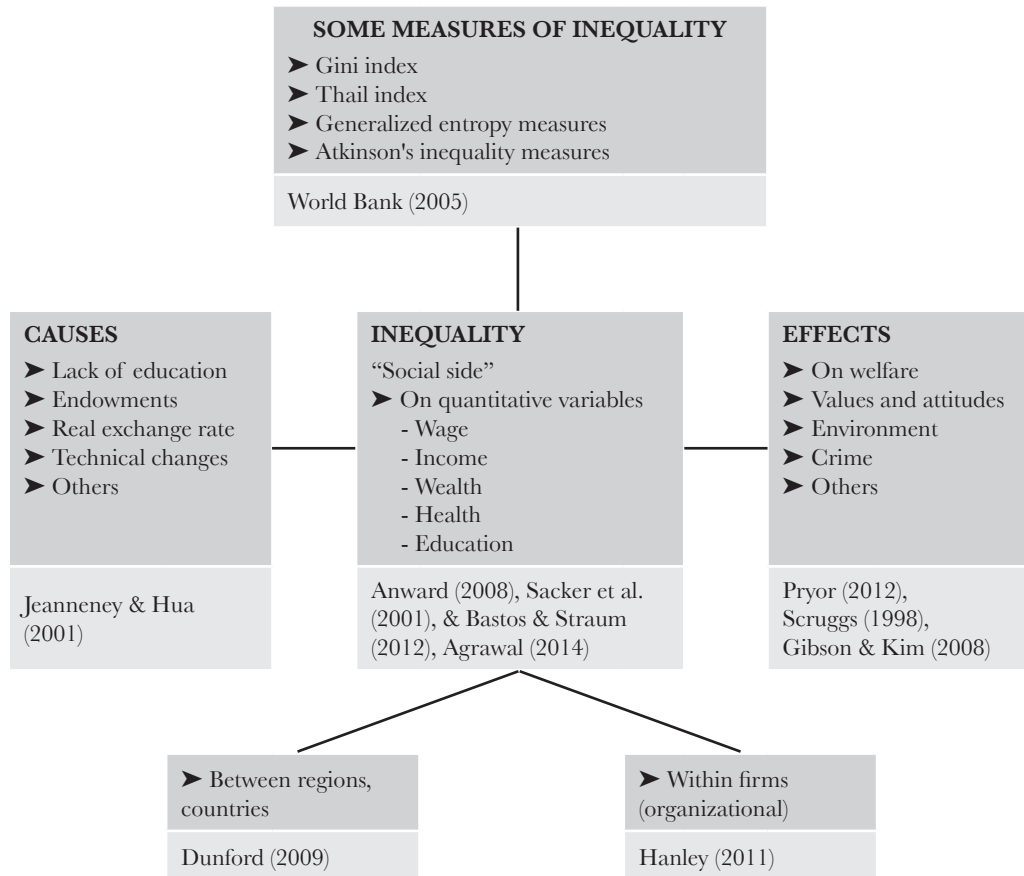 SOME MEASURES OF INEQUALITY
➤ Gini index
➤ Thail index
➤ Generalized entropy measures
➤ Atkinson's inequality measures
World Bank (2005)
CAUSES
➤ Lack of education
➤ Endowments
➤ Real exchange rate
➤ Technical changes
➤ Others
Jeanneney & Hua
(2001)
INEQUALITY
“Social side”
➤ On quantitative variables
- Wage
- Income
- Wealth
- Health
- Education
Anward (2008), Sacker et al.
(2001), & Bastos & Straum
(2012), Agrawal (2014)
EFFECTS
➤ On welfare
➤ Values and attitudes
➤ Environment
➤ Crime
➤ Others
Pryor (2012),
Scruggs (1998),
Gibson & Kim (2008)
➤ Between regions,
countries
Dunford (2009)
➤ Within firms
(organizational)
Hanley (2011)